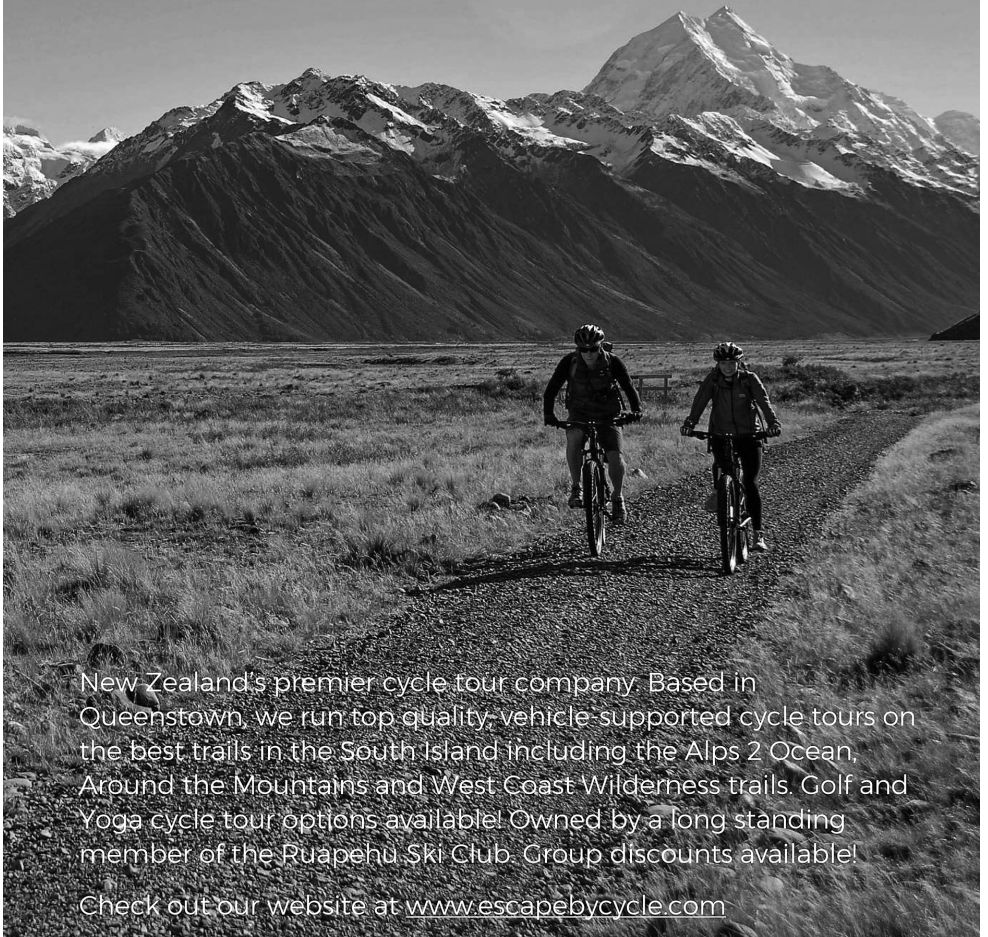 New Zealand's premier cycle tour company. Based in
Queenstown, we run top quality, vehicle-supported cycle tours on
the best trails in the South Island including the Alps 2 Ocean,
Around the Mountains and West Coast Wilderness trails. Golf and
Yoga cycle tour options available! Owned by a long standing
member of the Ruapehu Ski Club. Group discounts available!
Check out our website at www.escapebycycle.com